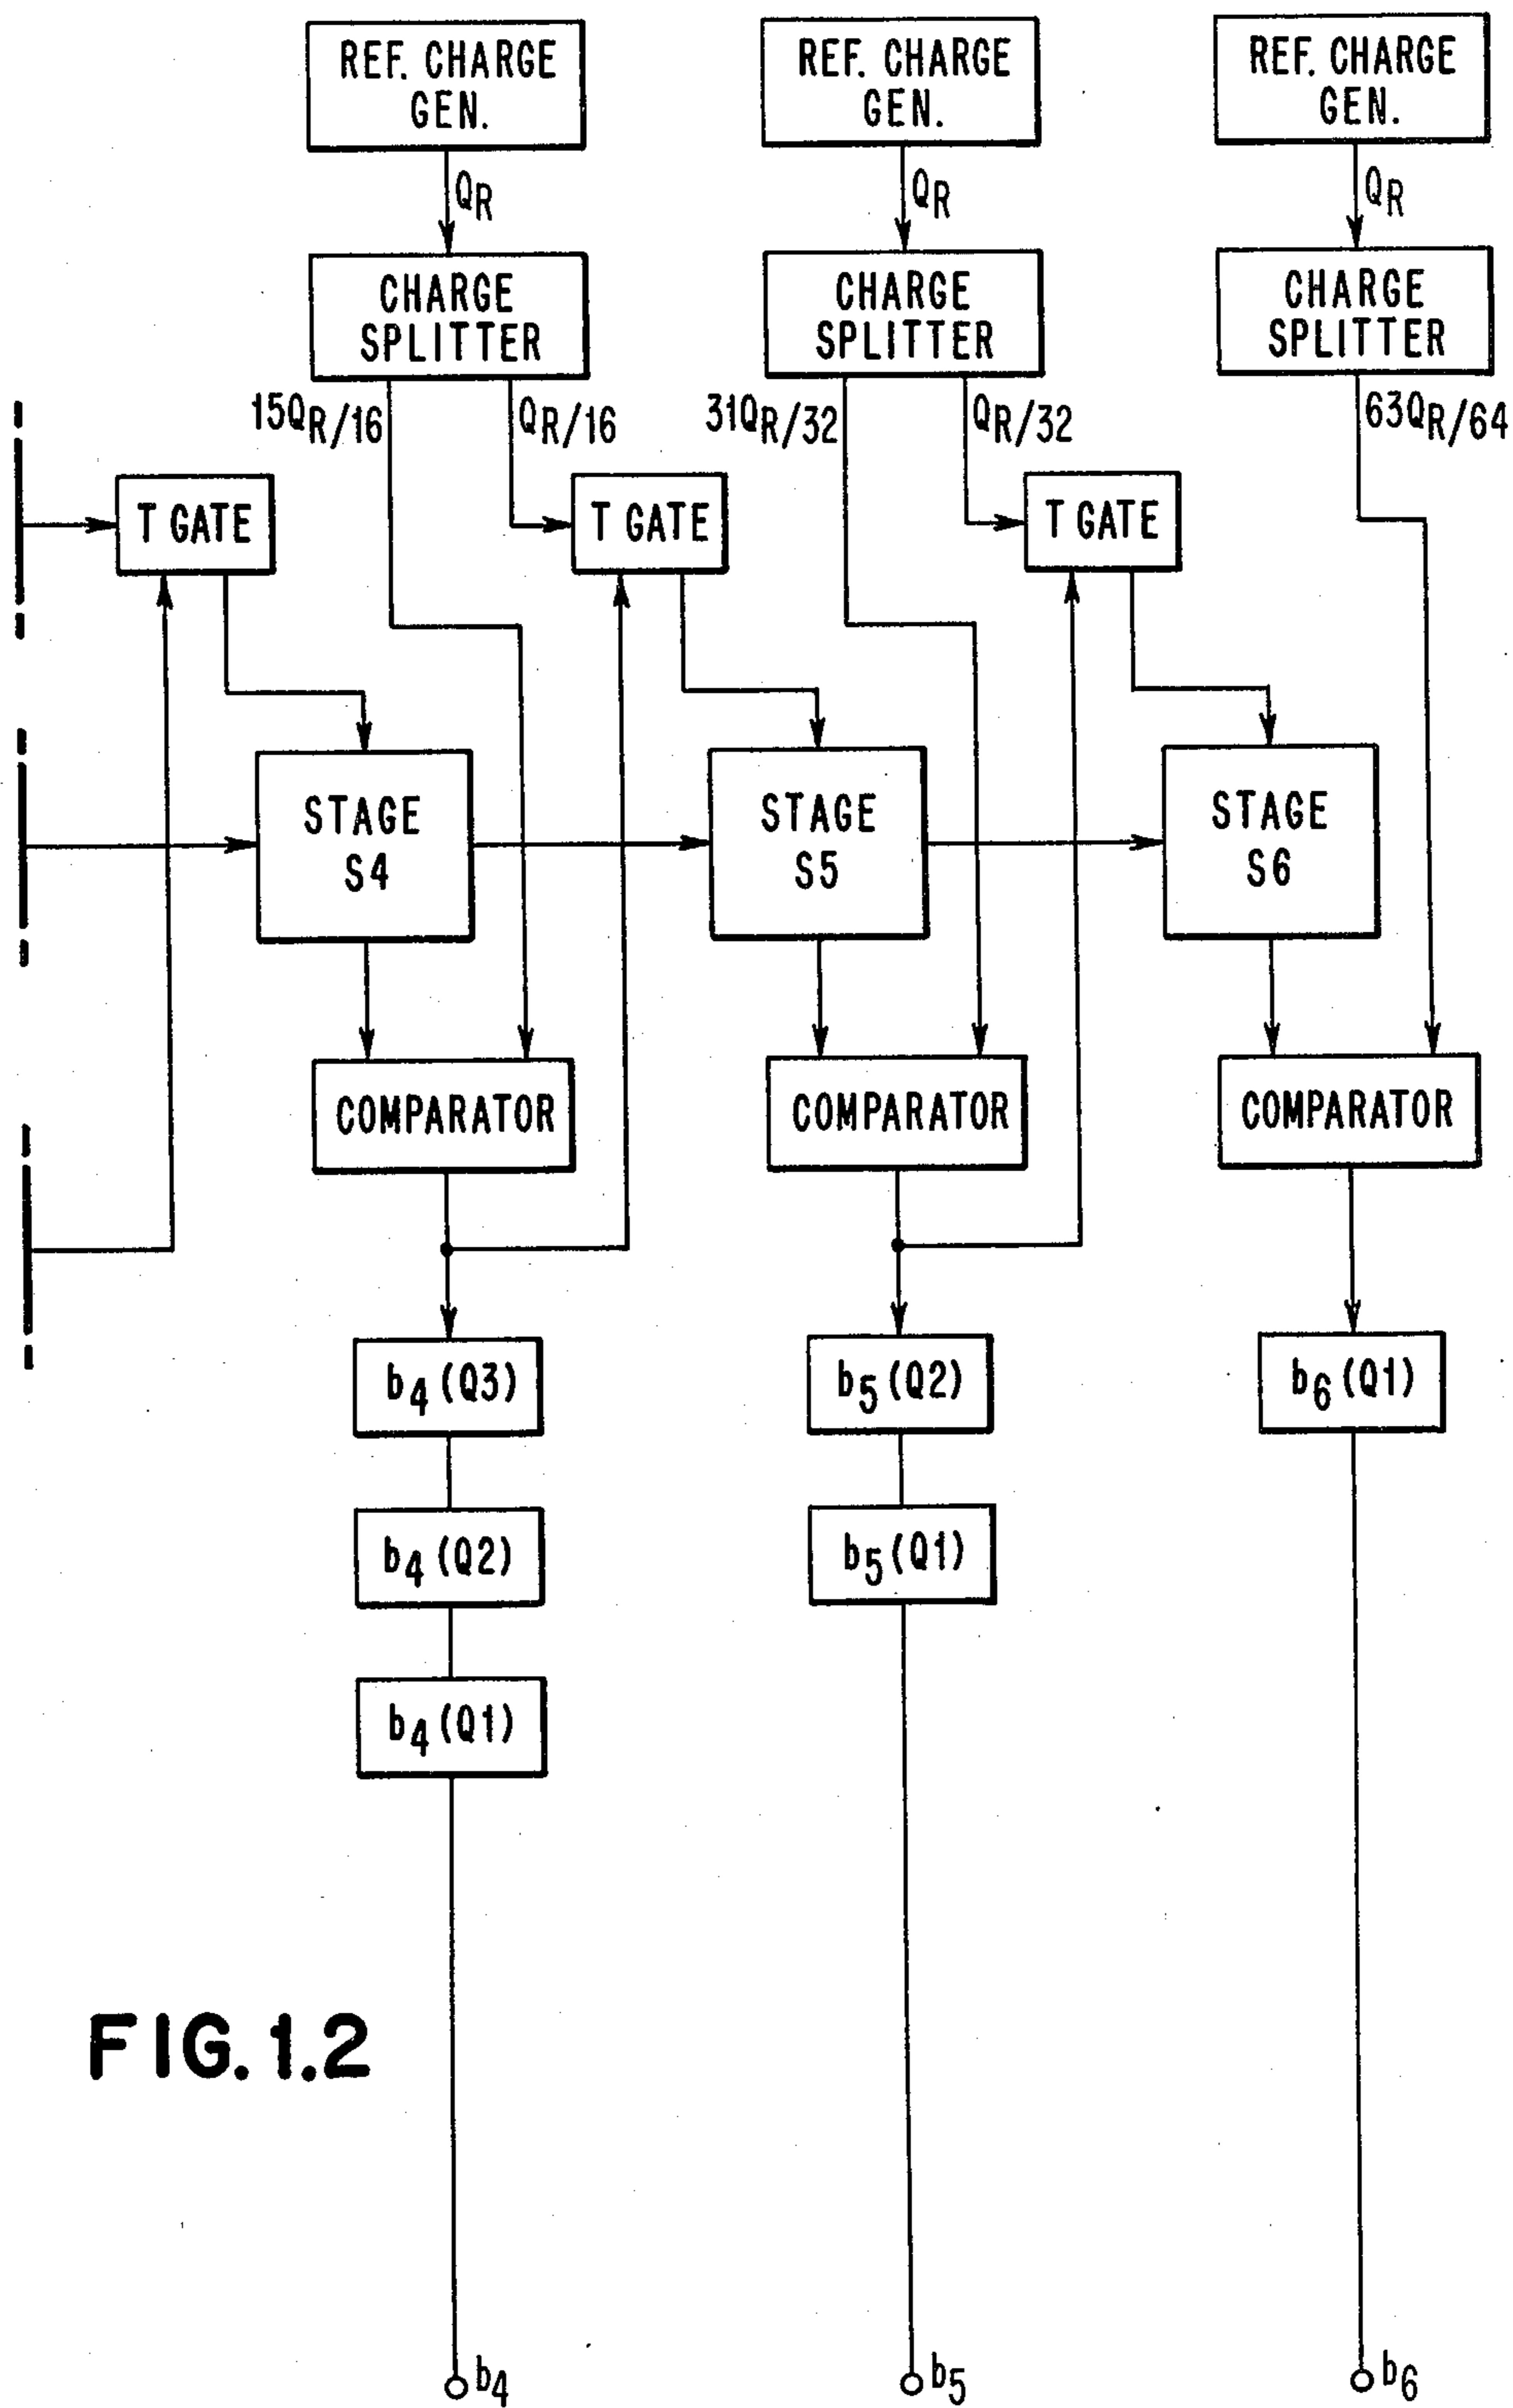 REF. CHARGE
GEN.
REF. CHARGE
GEN.
REF. CHARGE
GEN.
QR
QR
QR
CHARGE
SPLITTER
CHARGE
SPLITTER
CHARGE
SPLITTER
15QR/16
QR/16
31QR/32
QR/32
63QR/64
T GATE
T GATE
T GATE
STAGE
S4
STAGE
S5
STAGE
S6
COMPARATOR
COMPARATOR
COMPARATOR
b4(Q3)
b5(Q2)
b6(Q1)
b4(Q2)
b5(Q1)
b4(Q1)
FIG.1.2
b4
b5
b6